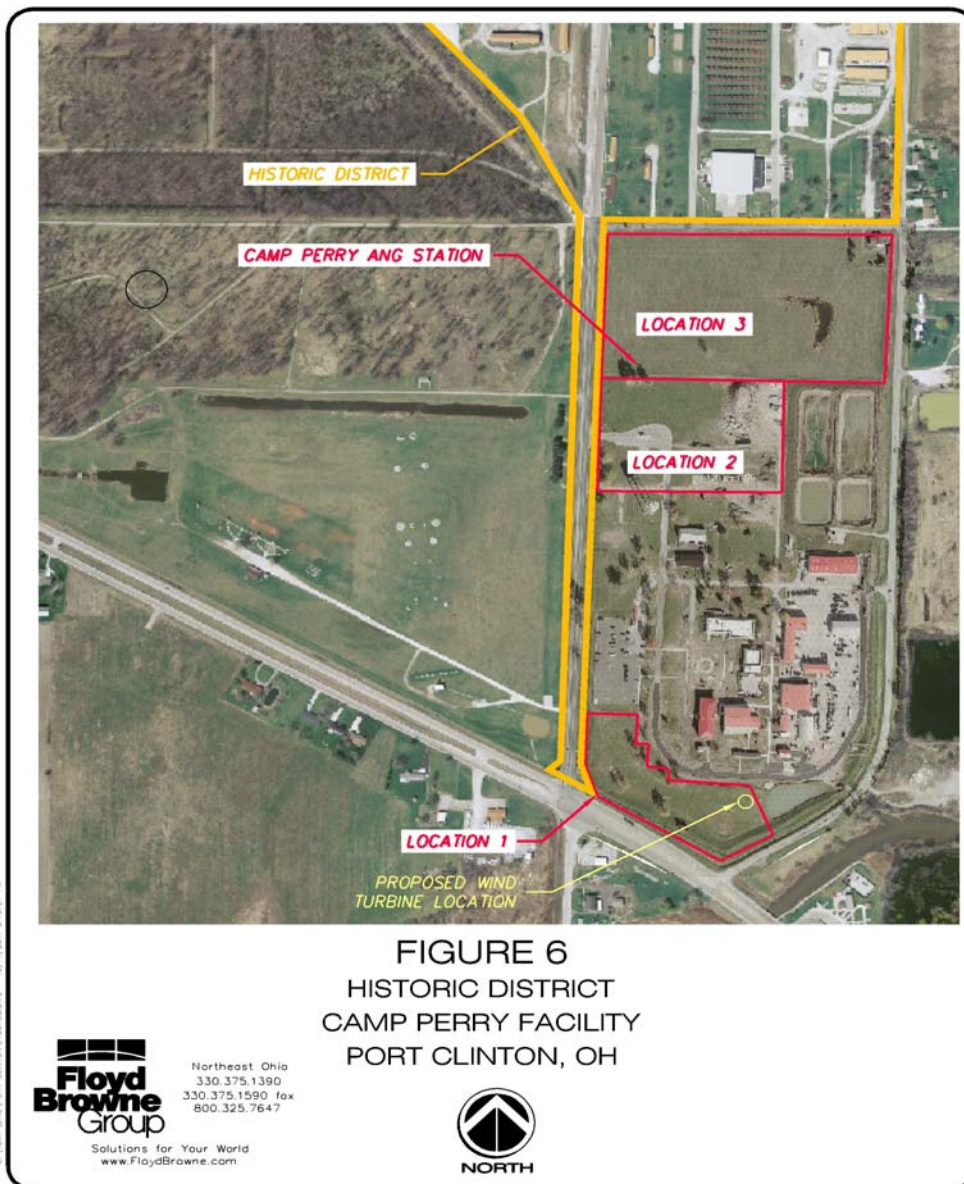 HISTORIC DISTRICT
CAMP PERRY ANG STATION
LOCATION 3
LOCATION 2
LOCATION 1
PROPOSED WIND
TURBINE LOCATION
FIGURE 6
HISTORIC DISTRICT
CAMP PERRY FACILITY
PORT CLINTON, OH
Floyd
Browne
Group
Northeast Ohio
330.375.1390
330.375.1590 fax
800.325.7647
Solutions for Your World
www.FloydBrowne.com
NORTH